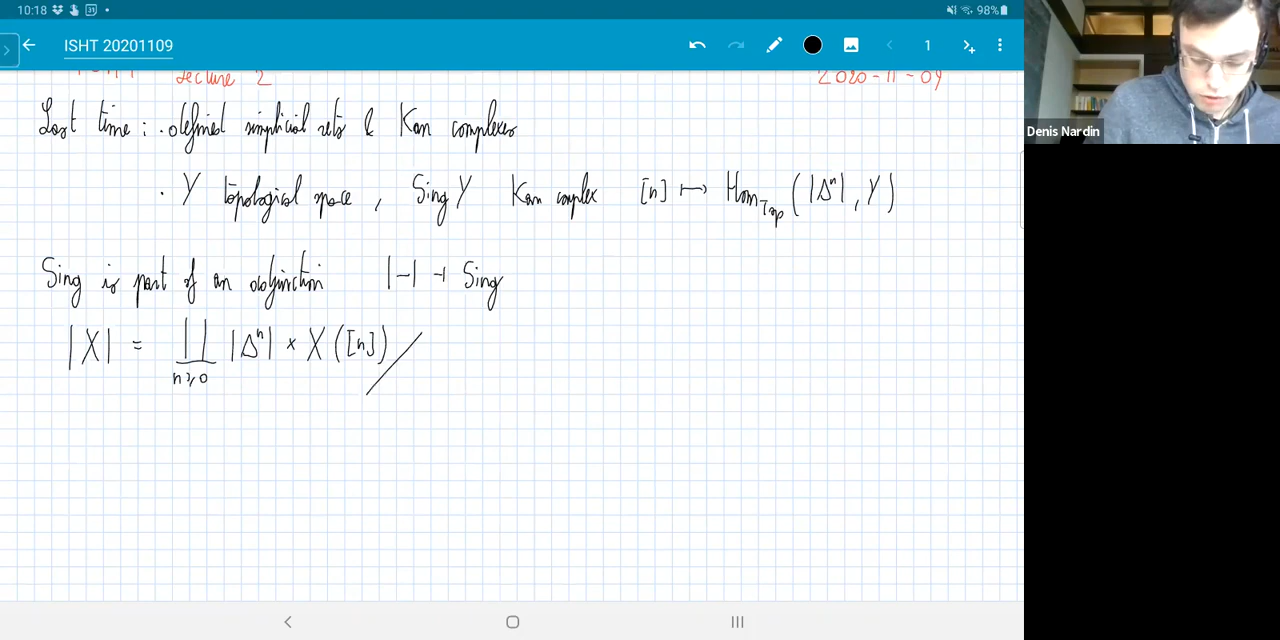 10:18 31 98%
ISHT 20201109 1
Lecture 2 2020-11-09
Last time : . defined simplicial sets & Kan complexes
. Y topological space , Sing Y Kan complex [n] ↦ Hom_Top ( |Δ^n| , Y )
Sing is part of an adjunction |-| ⊣ Sing
|X| = ∐_{n≥0} |Δ^n| × X([n]) /
Denis Nardin